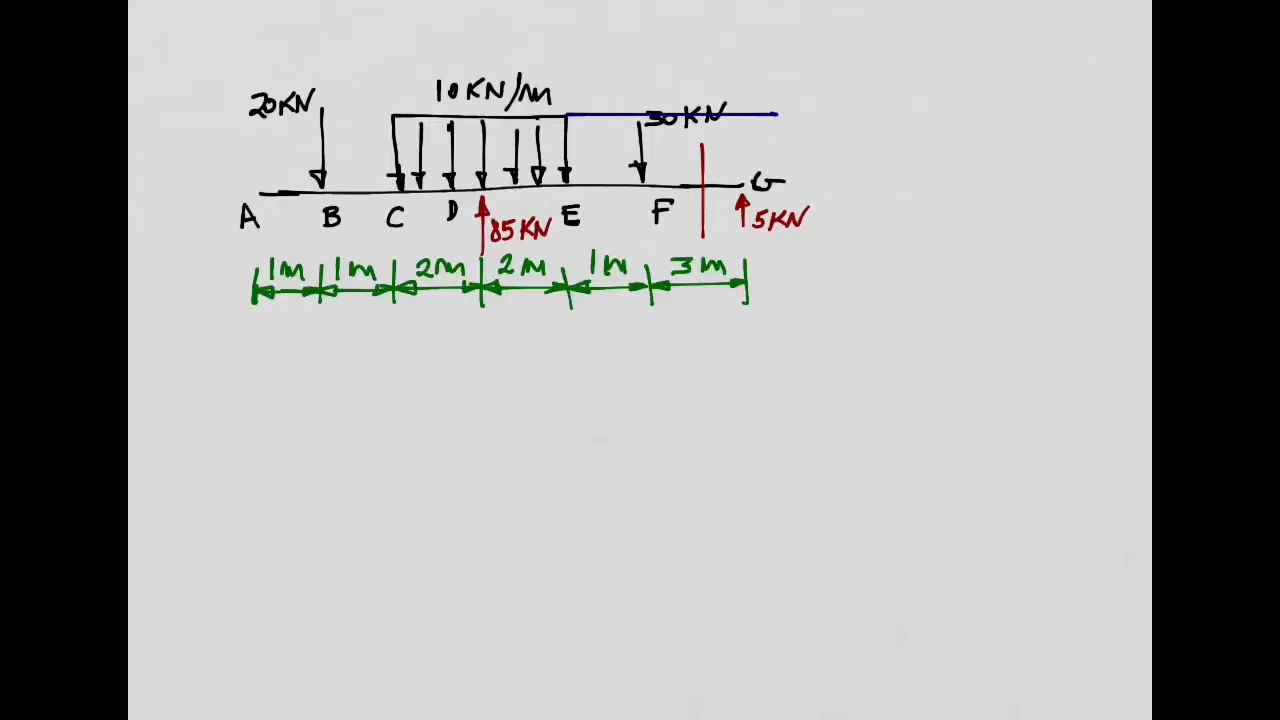 10KN/m
20KN
30KN
G
A B C D E F
85KN
5KN
1m 1m 2m 2m 1m 3m